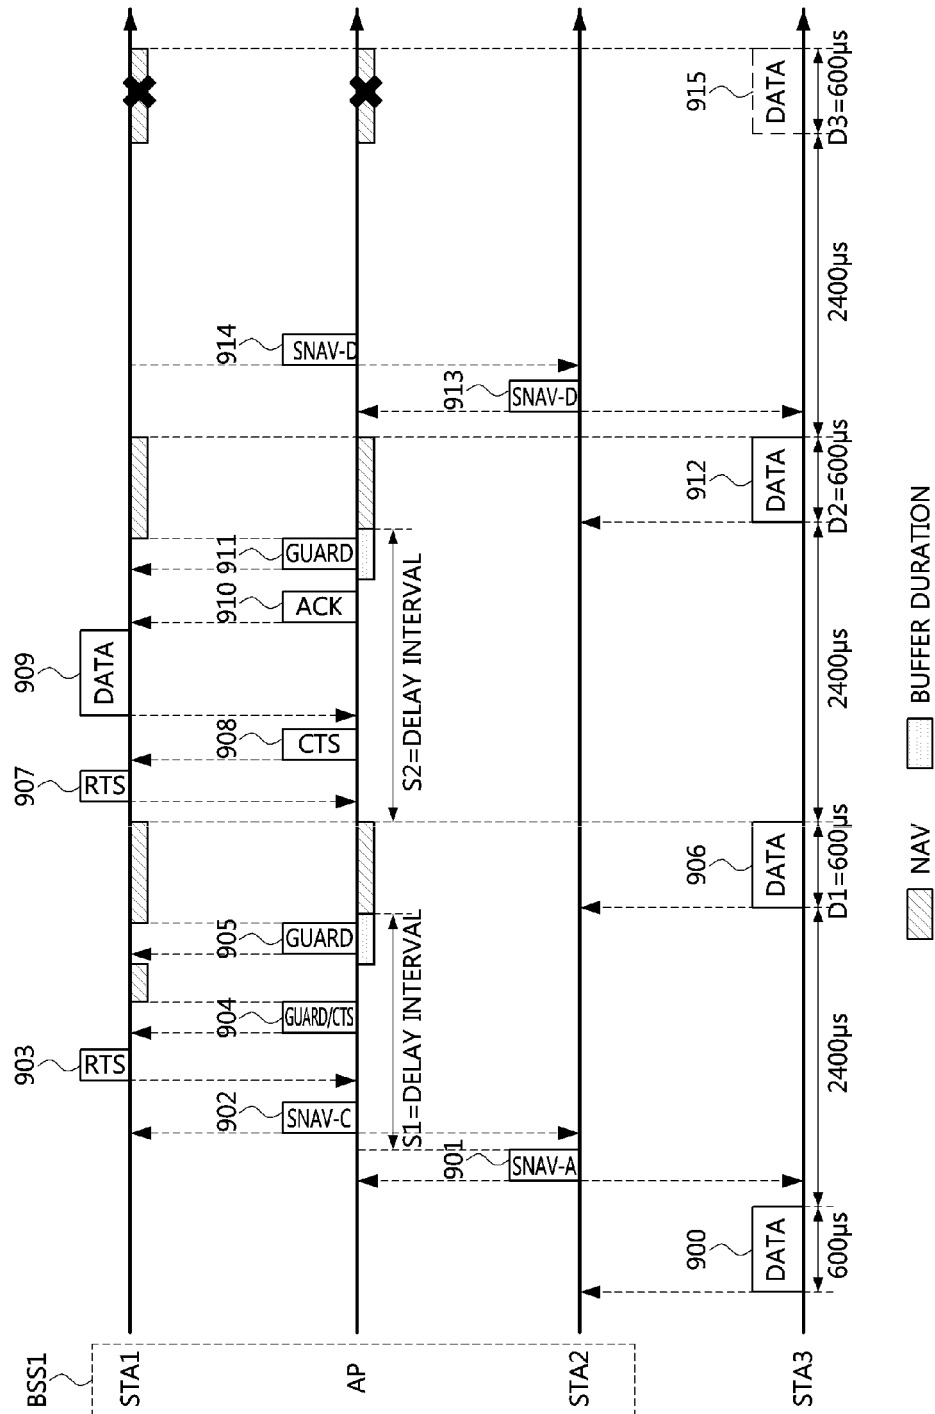 BSS1
STA1
AP
STA2
STA3
903
RTS
907
RTS
909
DATA
902
SNAV-C
904
GUARD/CTS
905
GUARD
908
CTS
910
ACK
911
GUARD
914
SNAV-D
S1=DELAY INTERVAL
S2=DELAY INTERVAL
901
SNAV-A
913
SNAV-D
900
DATA
906
DATA
912
DATA
915
DATA
600μs
2400μs
D1=600μs
2400μs
D2=600μs
2400μs
D3=600μs
NAV
BUFFER DURATION